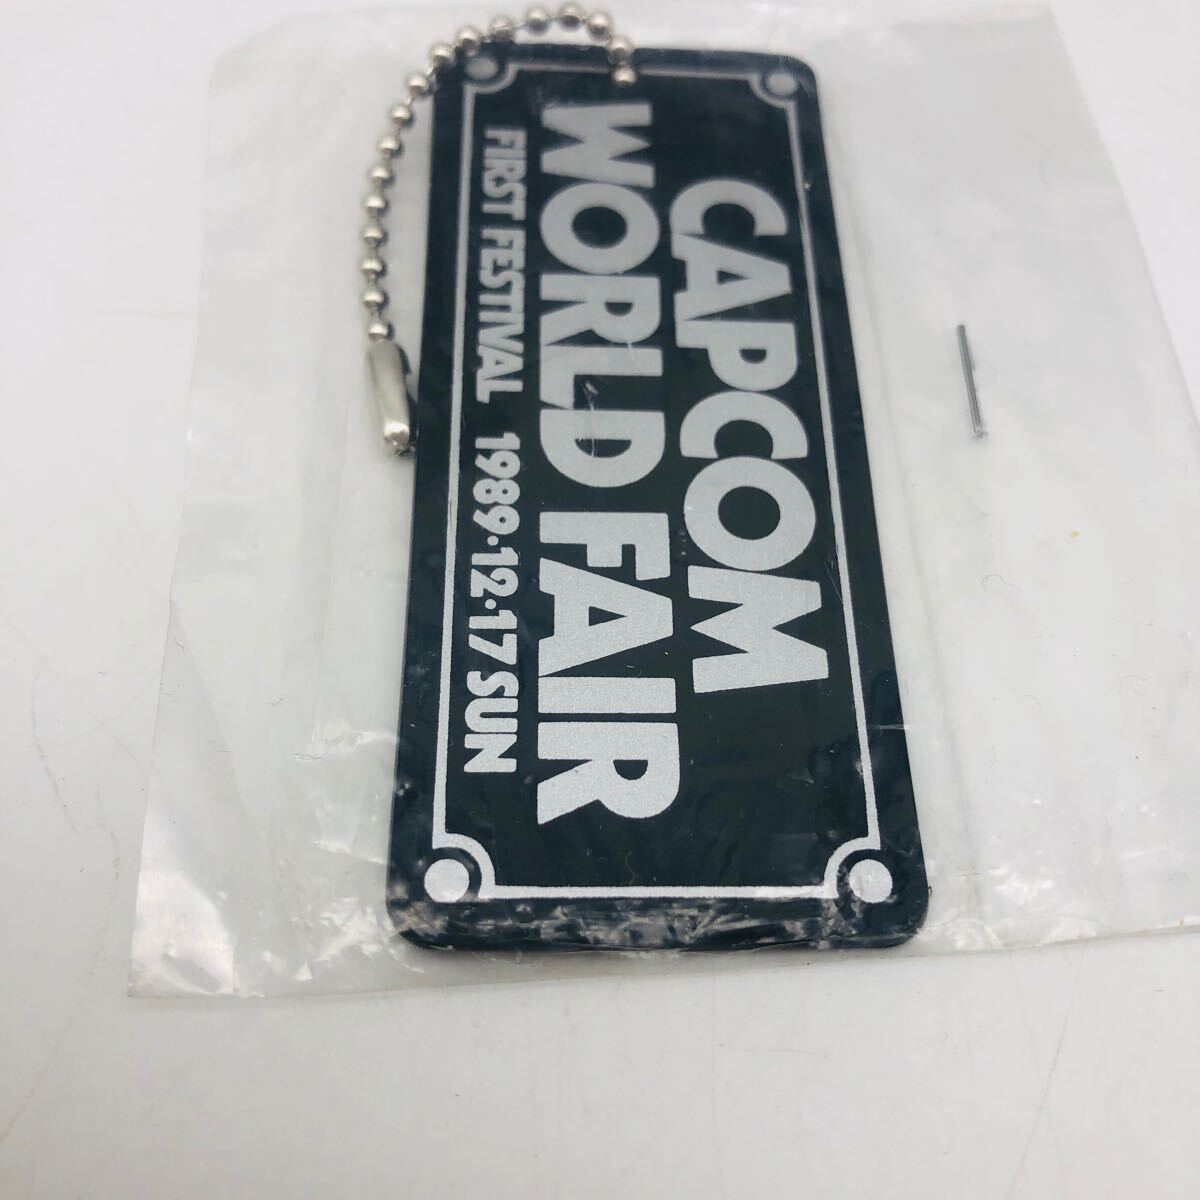 CAPCOM
WORLD FAIR
FIRST FESTIVAL 1989·12·17 SUN